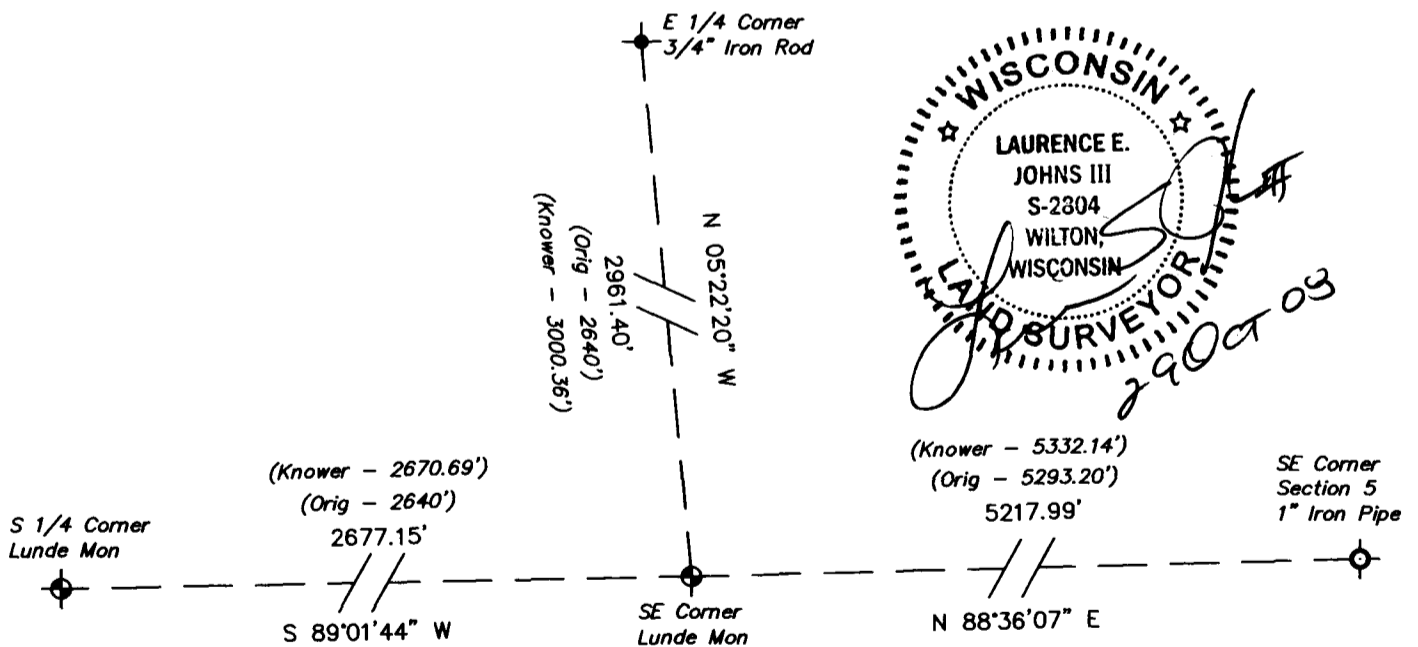 E 1/4 Corner
3/4" Iron Rod
WISCONSIN
LAURENCE E.
JOHNS III
S-2804
WILTON,
WISCONSIN
LAND SURVEYOR
29 OCT 09
N 05°22'20" W
2961.40'
(Orig - 2640')
(Knower - 3000.36')
(Knower - 2670.69')
(Orig - 2640')
2677.15'
S 1/4 Corner
Lunde Mon
S 89°01'44" W
SE Corner
Lunde Mon
(Knower - 5332.14')
(Orig - 5293.20')
5217.99'
N 88°36'07" E
SE Corner
Section 5
1" Iron Pipe